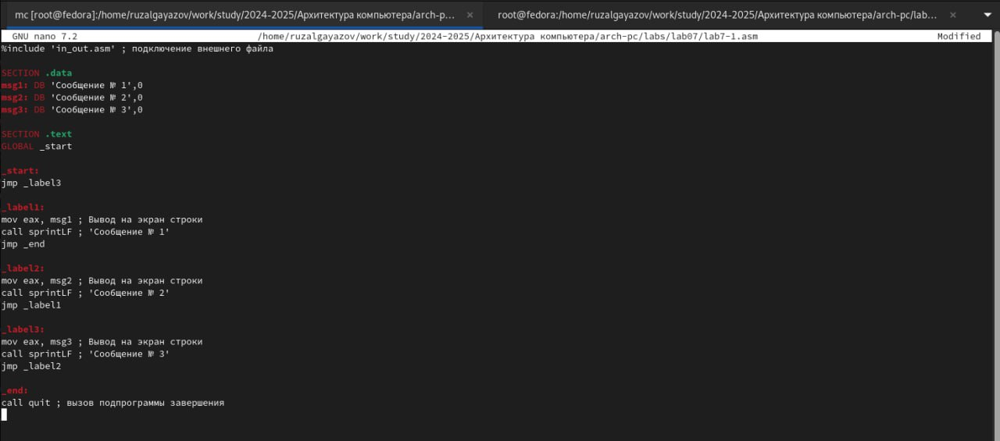 mc [root@fedora]:/home/ruzalgayazov/work/study/2024-2025/Архитектура компьютера/arch-p...
root@fedora:/home/ruzalgayazov/work/study/2024-2025/Архитектура компьютера/arch-pc/lab...
GNU nano 7.2 /home/ruzalgayazov/work/study/2024-2025/Архитектура компьютера/arch-pc/labs/lab07/lab7-1.asm Modified
%include 'in_out.asm' ; подключение внешнего файла
SECTION .data
msg1: DB 'Сообщение № 1',0
msg2: DB 'Сообщение № 2',0
msg3: DB 'Сообщение № 3',0
SECTION .text
GLOBAL _start
_start:
jmp _label3
_label1:
mov eax, msg1 ; Вывод на экран строки
call sprintLF ; 'Сообщение № 1'
jmp _end
_label2:
mov eax, msg2 ; Вывод на экран строки
call sprintLF ; 'Сообщение № 2'
jmp _label1
_label3:
mov eax, msg3 ; Вывод на экран строки
call sprintLF ; 'Сообщение № 3'
jmp _label2
_end:
call quit ; вызов подпрограммы завершения